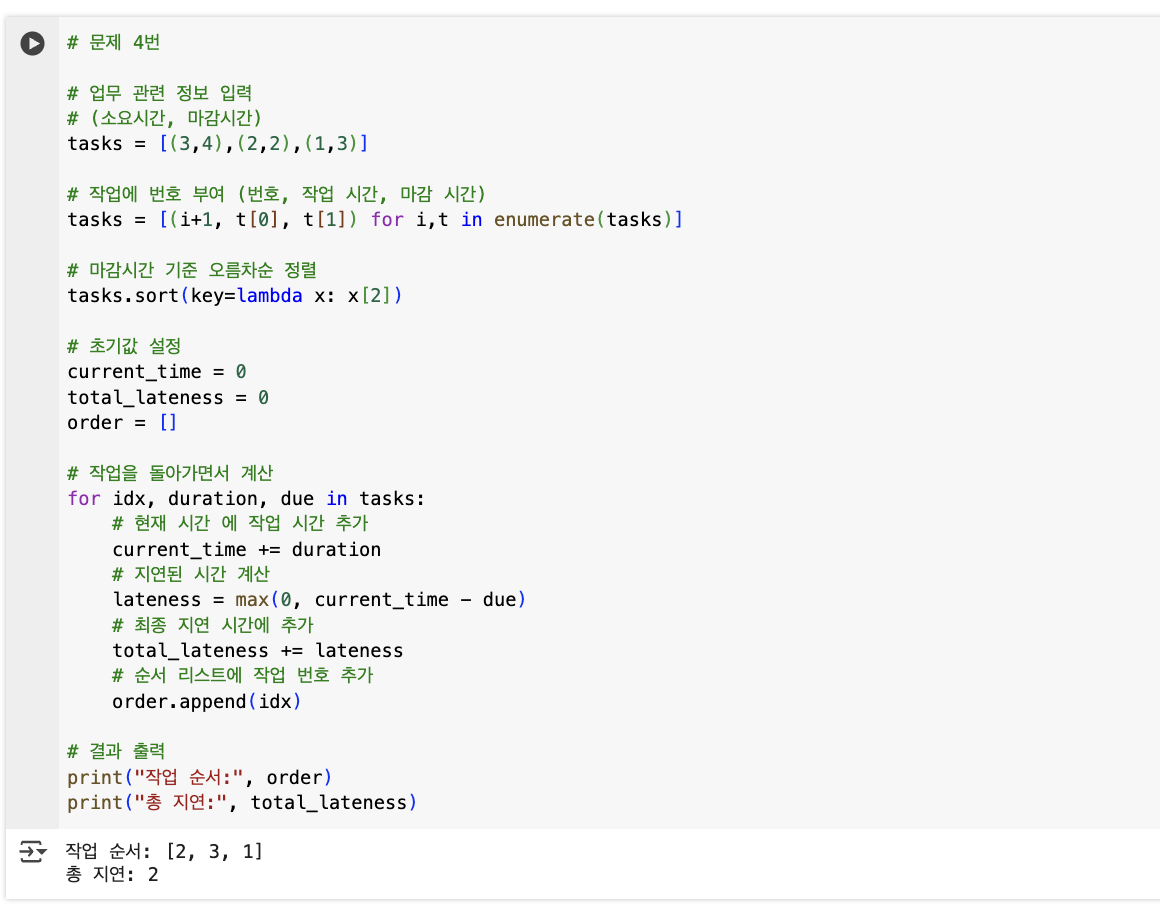 # 문제 4번
# 업무 관련 정보 입력
# (소요시간, 마감시간)
tasks = [(3,4),(2,2),(1,3)]
# 작업에 번호 부여 (번호, 작업 시간, 마감 시간)
tasks = [(i+1, t[0], t[1]) for i,t in enumerate(tasks)]
# 마감시간 기준 오름차순 정렬
tasks.sort(key=lambda x: x[2])
# 초기값 설정
current_time = 0
total_lateness = 0
order = []
# 작업을 돌아가면서 계산
for idx, duration, due in tasks:
    # 현재 시간 에 작업 시간 추가
    current_time += duration
    # 지연된 시간 계산
    lateness = max(0, current_time - due)
    # 최종 지연 시간에 추가
    total_lateness += lateness
    # 순서 리스트에 작업 번호 추가
    order.append(idx)
# 결과 출력
print("작업 순서:", order)
print("총 지연:", total_lateness)
작업 순서: [2, 3, 1]
총 지연: 2